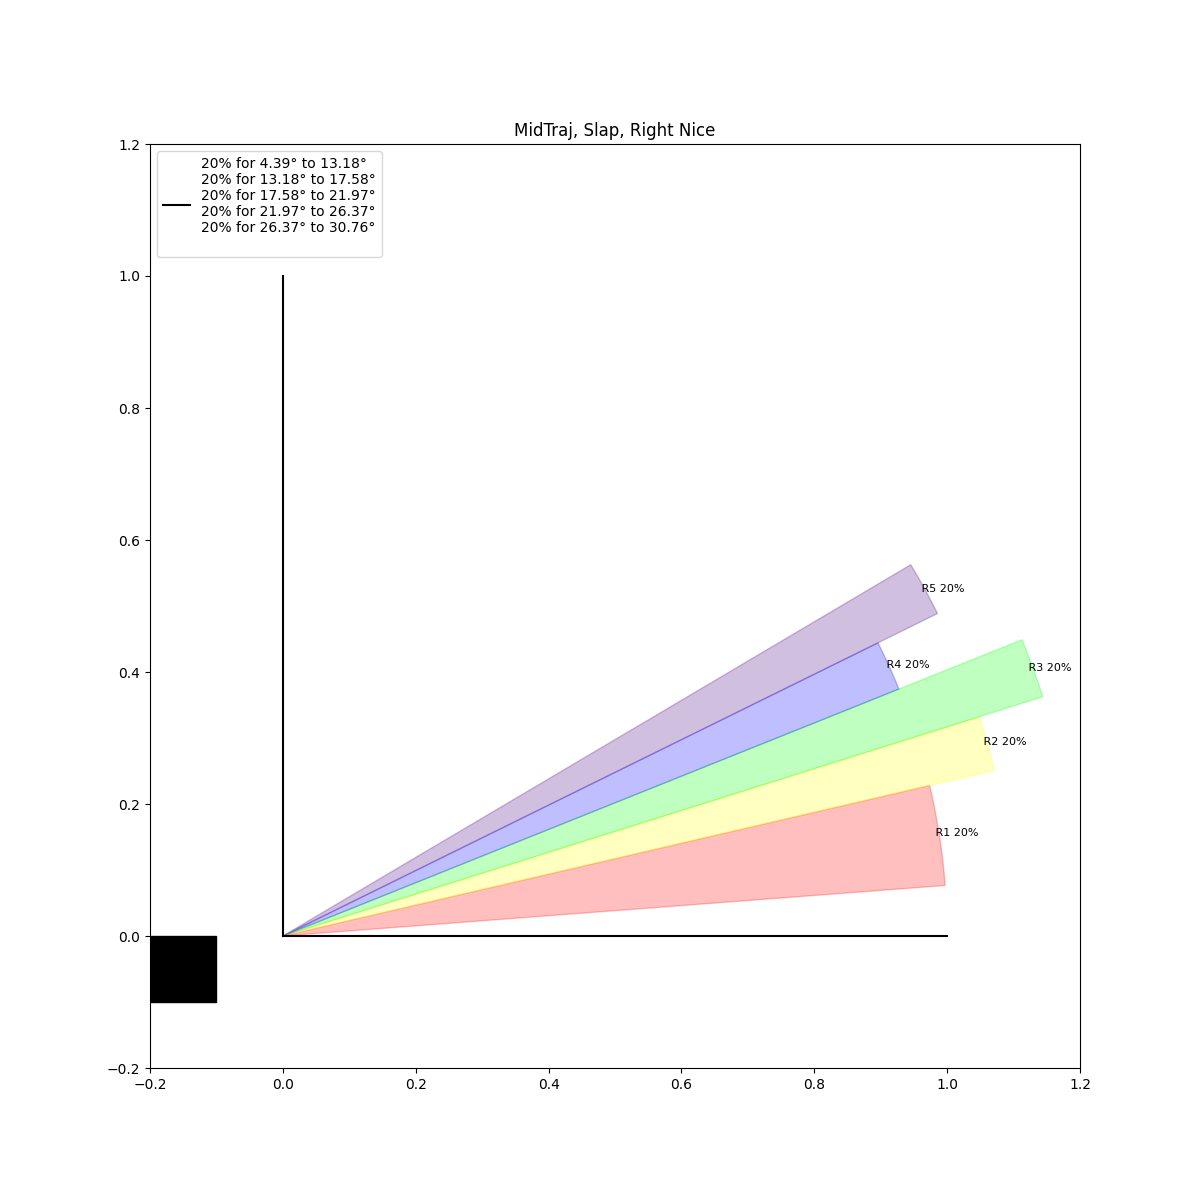 MidTraj, Slap, Right Nice
1.2
20% for 4.39° to 13.18°
20% for 13.18° to 17.58°
20% for 17.58° to 21.97°
20% for 21.97° to 26.37°
20% for 26.37° to 30.76°
1.0
0.8
0.6
R5 20%
R4 20%
R3 20%
0.4
R2 20%
0.2
R1 20%
0.0
−0.2
−0.2 0.0 0.2 0.4 0.6 0.8 1.0 1.2